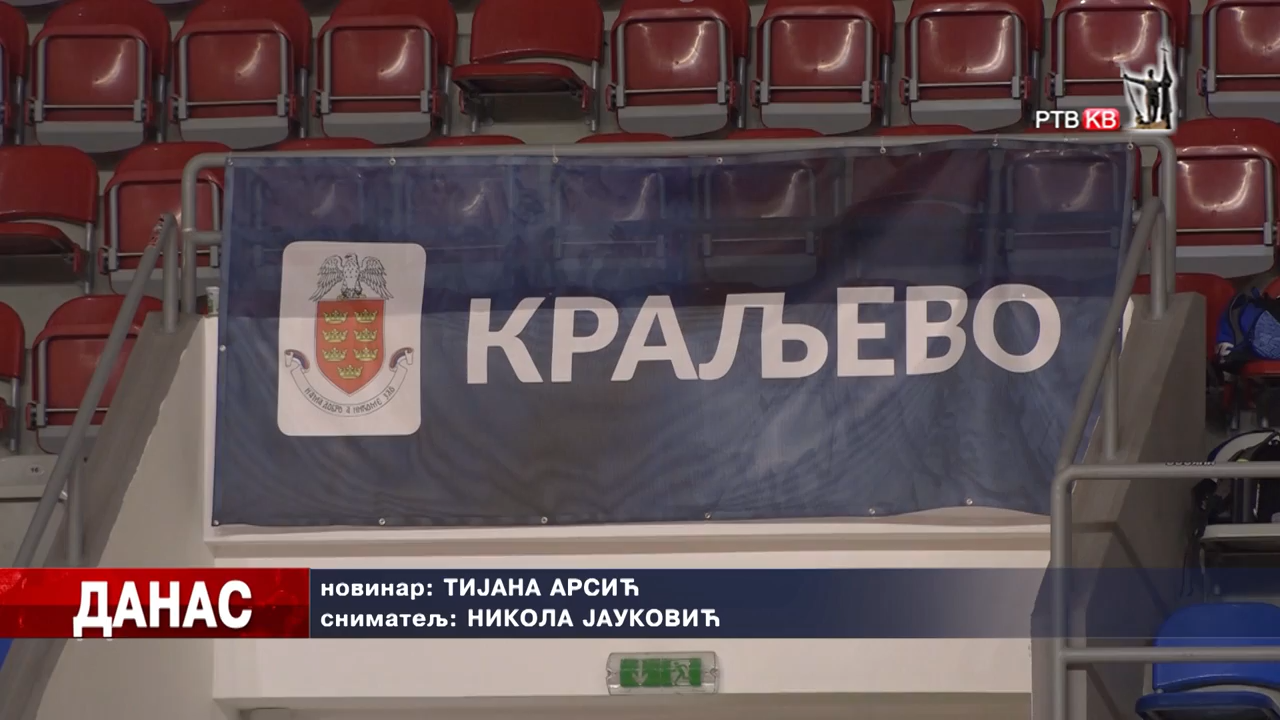 РТВ КВ
КРАЉЕВО
ДАНАС
новинар: ТИЈАНА АРСИЋ
сниматељ: НИКОЛА ЈАУКОВИЋ